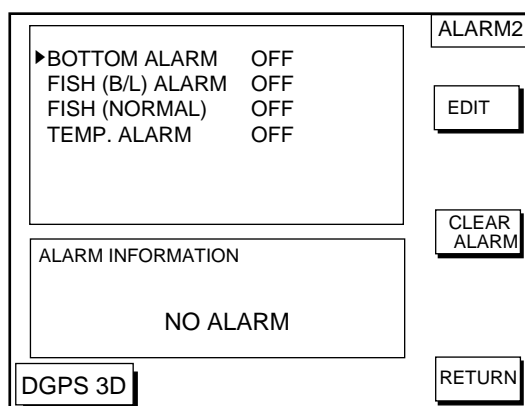 ALARM2
BOTTOM ALARM OFF
FISH (B/L) ALARM OFF
FISH (NORMAL) OFF
TEMP. ALARM OFF
EDIT
CLEAR
ALARM
ALARM INFORMATION
NO ALARM
DGPS 3D
RETURN